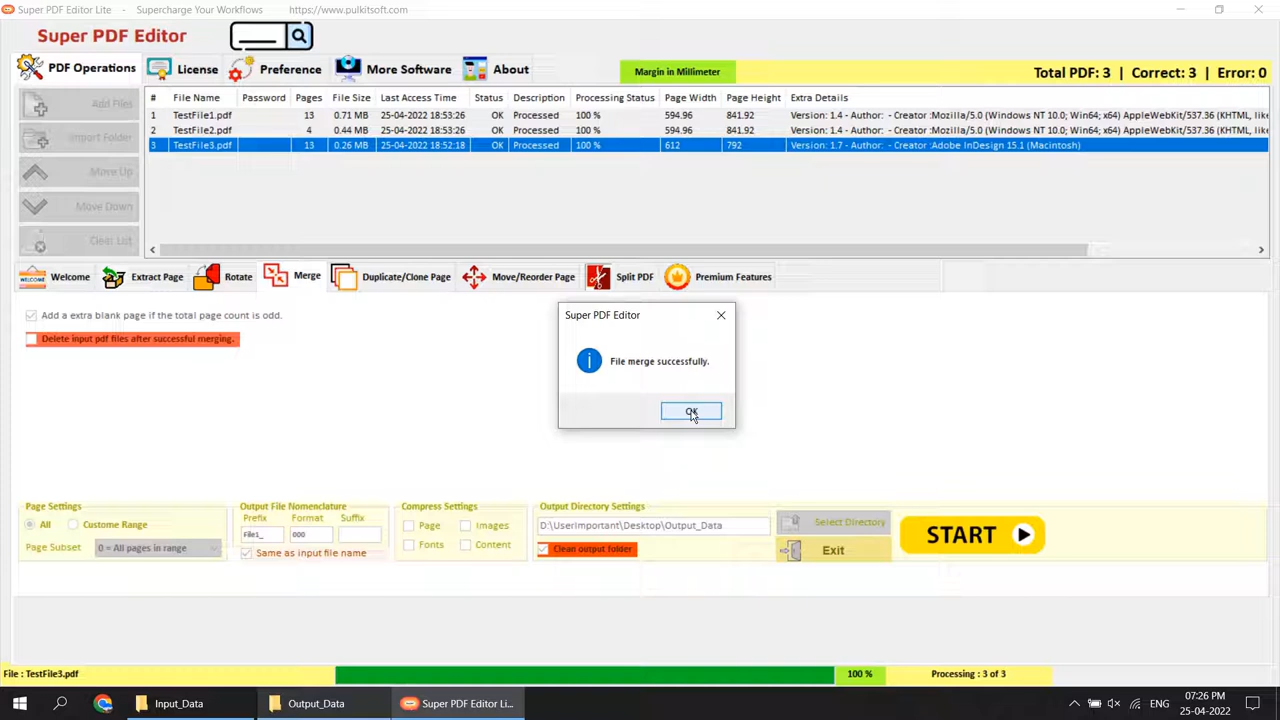 Super PDF Editor Lite - Supercharge Your Workflows https://www.pulkitsoft.com
Super PDF Editor
PDF Operations License Preference More Software About
Margin in Millimeter
Total PDF: 3 | Correct: 3 | Error: 0
Add Files
Import Folder
Move Up
Move Down
Clear List
# File Name Password Pages File Size Last Access Time Status Description Processing Status Page Width Page Height Extra Details
1 TestFile1.pdf 13 0.71 MB 25-04-2022 18:53:26 OK Processed 100 % 594.96 841.92 Version: 1.4 - Author: - Creator :Mozilla/5.0 (Windows NT 10.0; Win64; x64) AppleWebKit/537.36 (KHTML, like
2 TestFile2.pdf 4 0.44 MB 25-04-2022 18:53:26 OK Processed 100 % 594.96 841.92 Version: 1.4 - Author: - Creator :Mozilla/5.0 (Windows NT 10.0; Win64; x64) AppleWebKit/537.36 (KHTML, like
3 TestFile3.pdf 13 0.26 MB 25-04-2022 18:52:18 OK Processed 100 % 612 792 Version: 1.7 - Author: - Creator :Adobe InDesign 15.1 (Macintosh)
WELCOME Welcome Extract Page Rotate Merge Duplicate/Clone Page Move/Reorder Page Split PDF Premium Features
Add a extra blank page if the total page count is odd.
Delete input pdf files after successful merging.
Super PDF Editor
File merge successfully.
OK
Page Settings
All Custome Range
Page Subset 0 = All pages in range
Output File Nomenclature
Prefix Format Suffix
File1_ 000
Same as input file name
Compress Settings
Page Images
Fonts Content
Output Directory Settings
D:\UserImportant\Desktop\Output_Data
Select Directory
Clean output folder
Exit
START
File : TestFile3.pdf 100 % Processing : 3 of 3
Input_Data Output_Data Super PDF Editor Li...
ENG
07:26 PM
25-04-2022